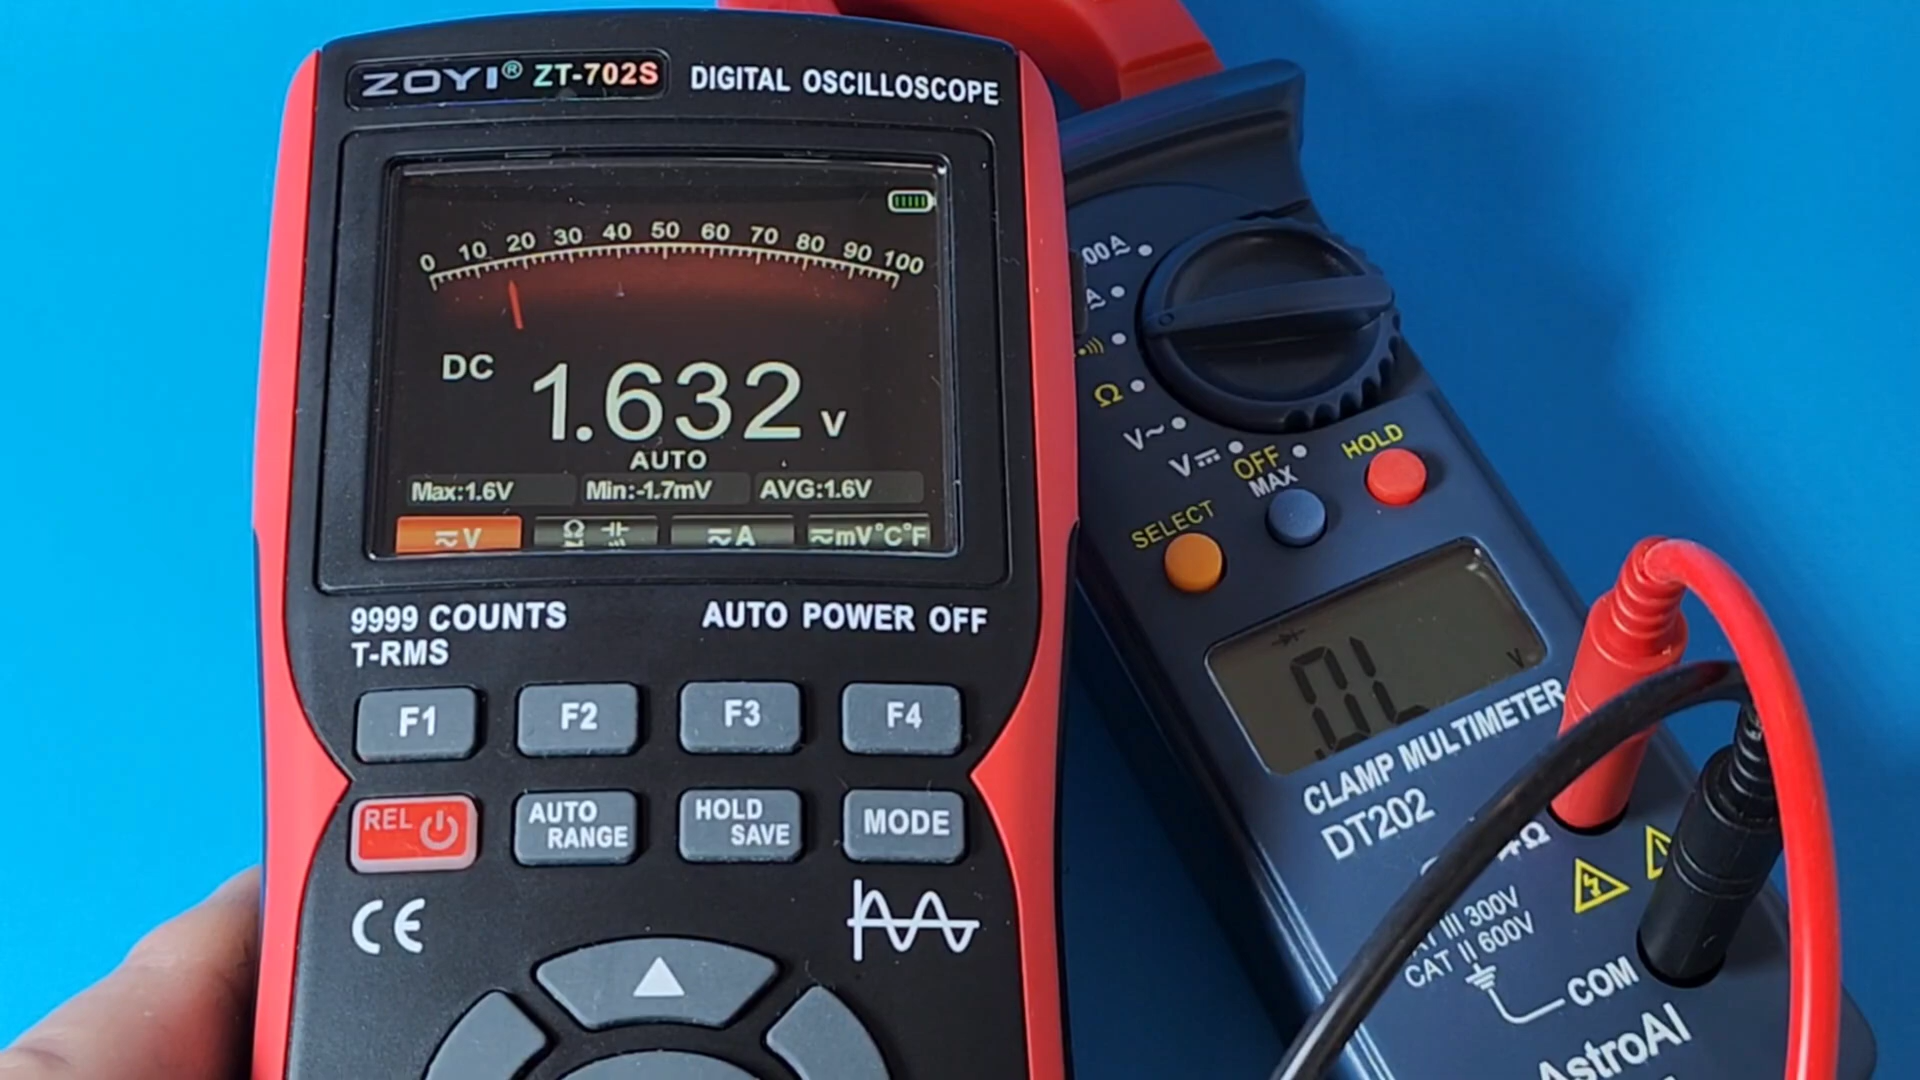 ZOYI® ZT-702S DIGITAL OSCILLOSCOPE
0 10 20 30 40 50 60 70 80 90 100
DC 1.632 V
AUTO
Max:1.6V Min:-1.7mV AVG:1.6V
V Ω A mV°C°F
9999 COUNTS AUTO POWER OFF
T-RMS
F1 F2 F3 F4
REL
AUTO RANGE
HOLD SAVE
MODE
CE
00A
A
Ω
V~
V
OFF
SELECT
MAX
HOLD
OL V
CLAMP MULTIMETER
DT202
Ω
III 300V
CAT II 600V
COM
AstroAI